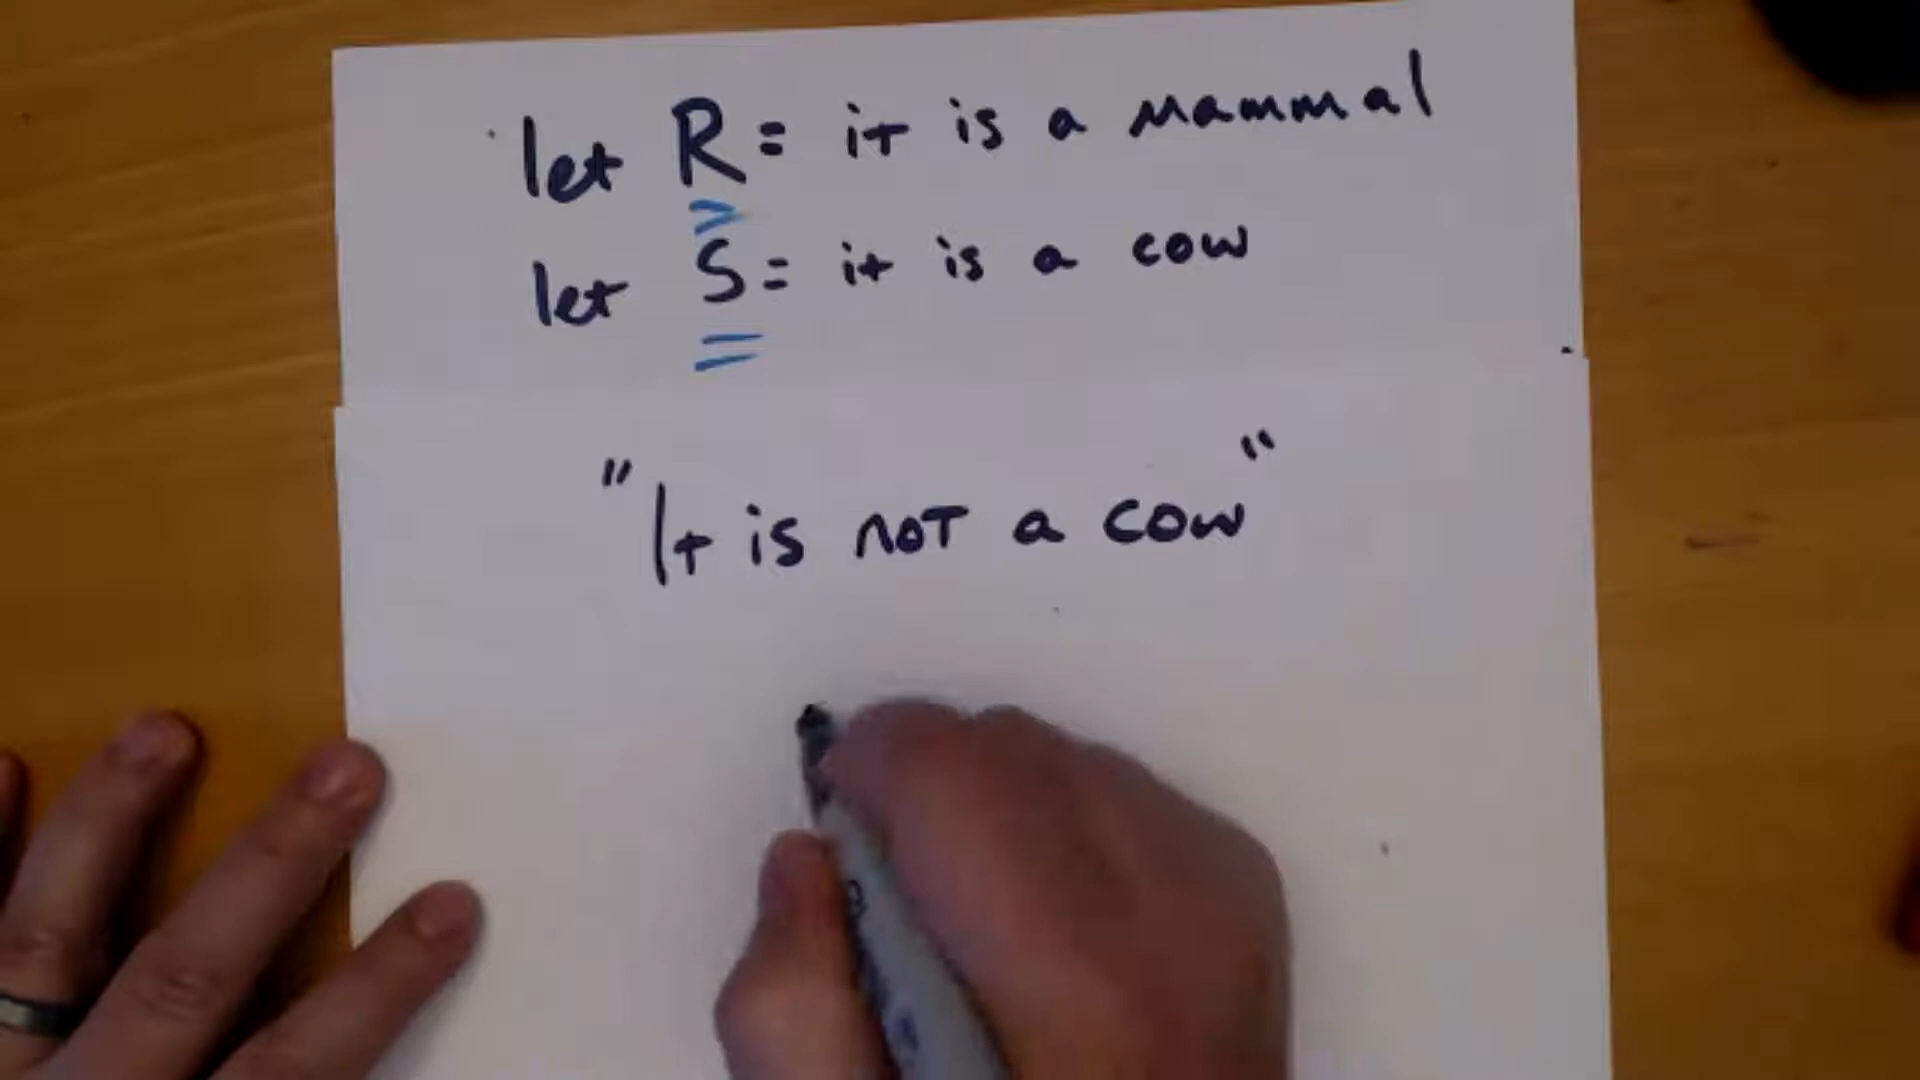 let R = it is a mammal
let S = it is a cow
"It is not a cow"